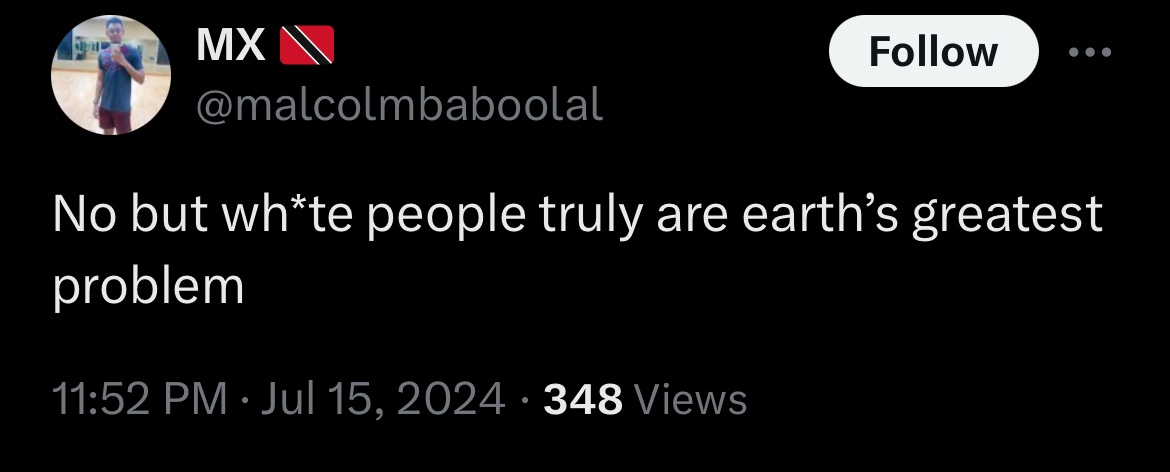 MX 🇹🇹
Follow
@malcolmbaboolal
No but wh*te people truly are earth’s greatest
problem
11:52 PM · Jul 15, 2024 · 348 Views